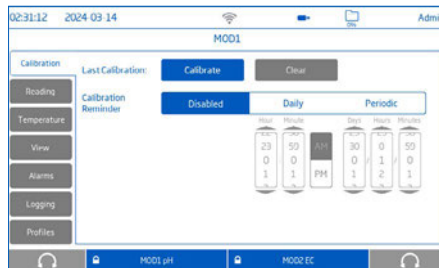 02:31:12 2024-03-14 Admi
MOD1
Calibration
Last Calibration: Calibrate Clear
Reading
Calibration Reminder
Disabled Daily Periodic
Temperature
Hour Minute Days Hours Minutes
View
23 59 AM 30 0 59
0 0 0 / 1 / 0
Alarms
1 1 PM 1 2 1
Logging
Profiles
MOD1 pH MOD2 EC